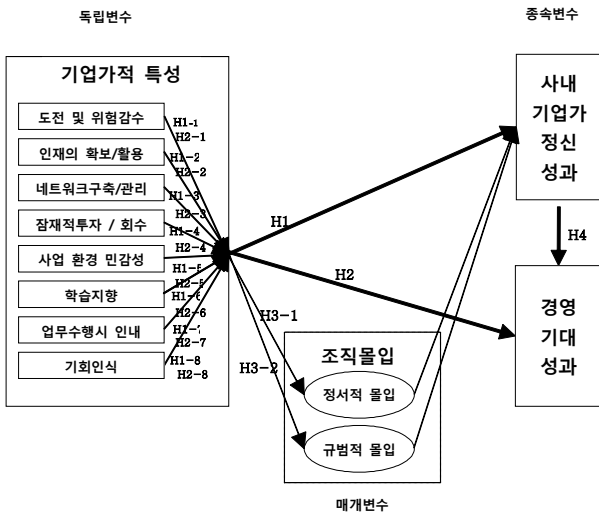 독립변수
종속변수
기업가적 특성
도전 및 위험감수
인재의 확보/활용
네트워크구축/관리
잠재적투자 / 회수
사업 환경 민감성
학습지향
업무수행시 인내
기회인식
H1-1
H2-1
H1-2
H2-2
H1-3
H2-3
H1-4
H2-4
H1-5
H2-5
H1-6
H2-6
H1-7
H2-7
H1-8
H2-8
H1
H2
H3-1
H3-2
사내
기업가
정신
성과
H4
경영
기대
성과
조직몰입
정서적 몰입
규범적 몰입
매개변수